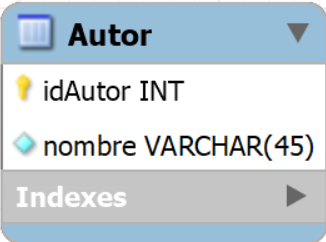 Autor
idAutor INT
nombre VARCHAR(45)
Indexes